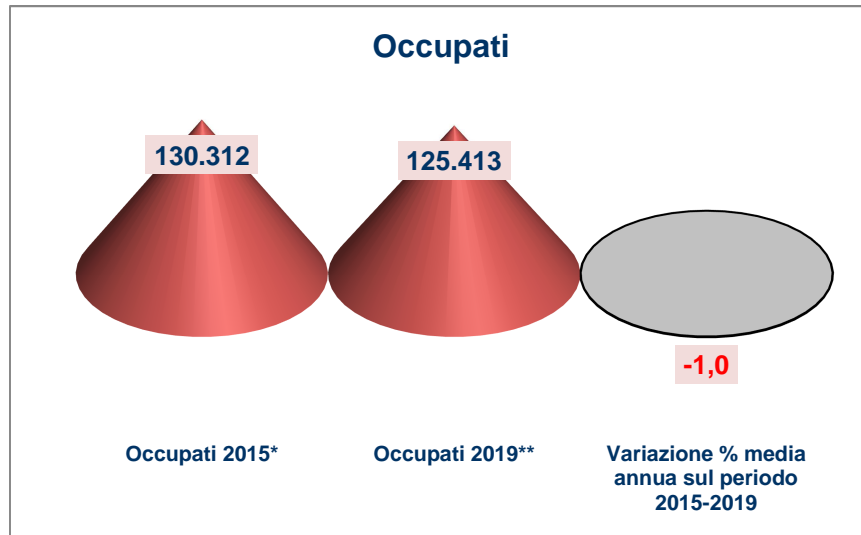 Occupati
130.312
125.413
-1,0
Occupati 2015*
Occupati 2019**
Variazione % media
annua sul periodo
2015-2019